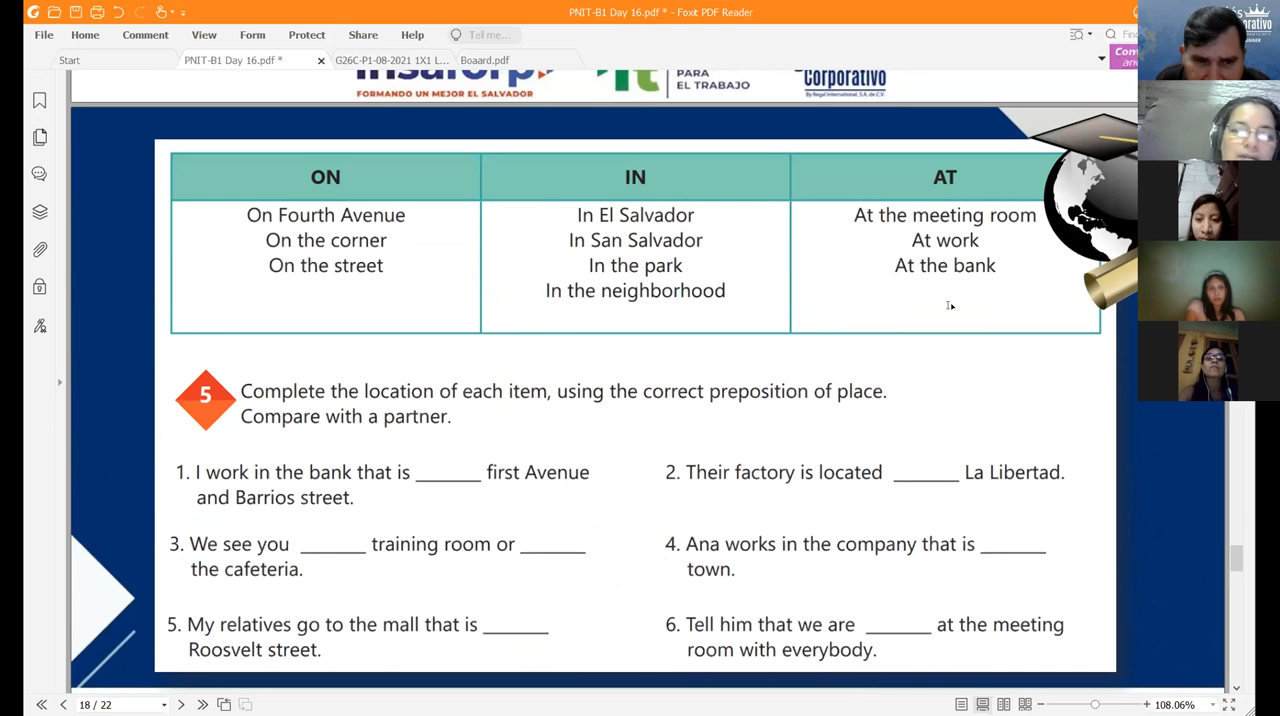 PNIT-B1 Day 16.pdf * - Foxit PDF Reader
File Home Comment View Form Protect Share Help Tell me... Find
Start PNIT-B1 Day 16.pdf * G26C-P1-08-2021 1X1 L... Boaard.pdf
FORMANDO UN MEJOR EL SALVADOR
PARA
EL TRABAJO
Corporativo
ON IN AT
On Fourth Avenue
On the corner
On the street
In El Salvador
In San Salvador
In the park
In the neighborhood
At the meeting room
At work
At the bank
5 Complete the location of each item, using the correct preposition of place.
Compare with a partner.
1. I work in the bank that is ______ first Avenue
and Barrios street.
2. Their factory is located ______ La Libertad.
3. We see you ______ training room or ______
the cafeteria.
4. Ana works in the company that is ______
town.
5. My relatives go to the mall that is ______
Roosvelt street.
6. Tell him that we are ______ at the meeting
room with everybody.
18 / 22
108.06%